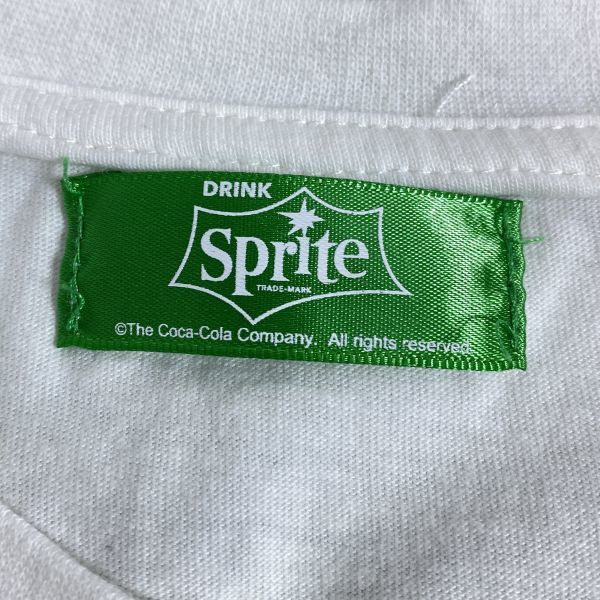 DRINK
Sprite
TRADE-MARK
©The Coca-Cola Company. All rights reserved.